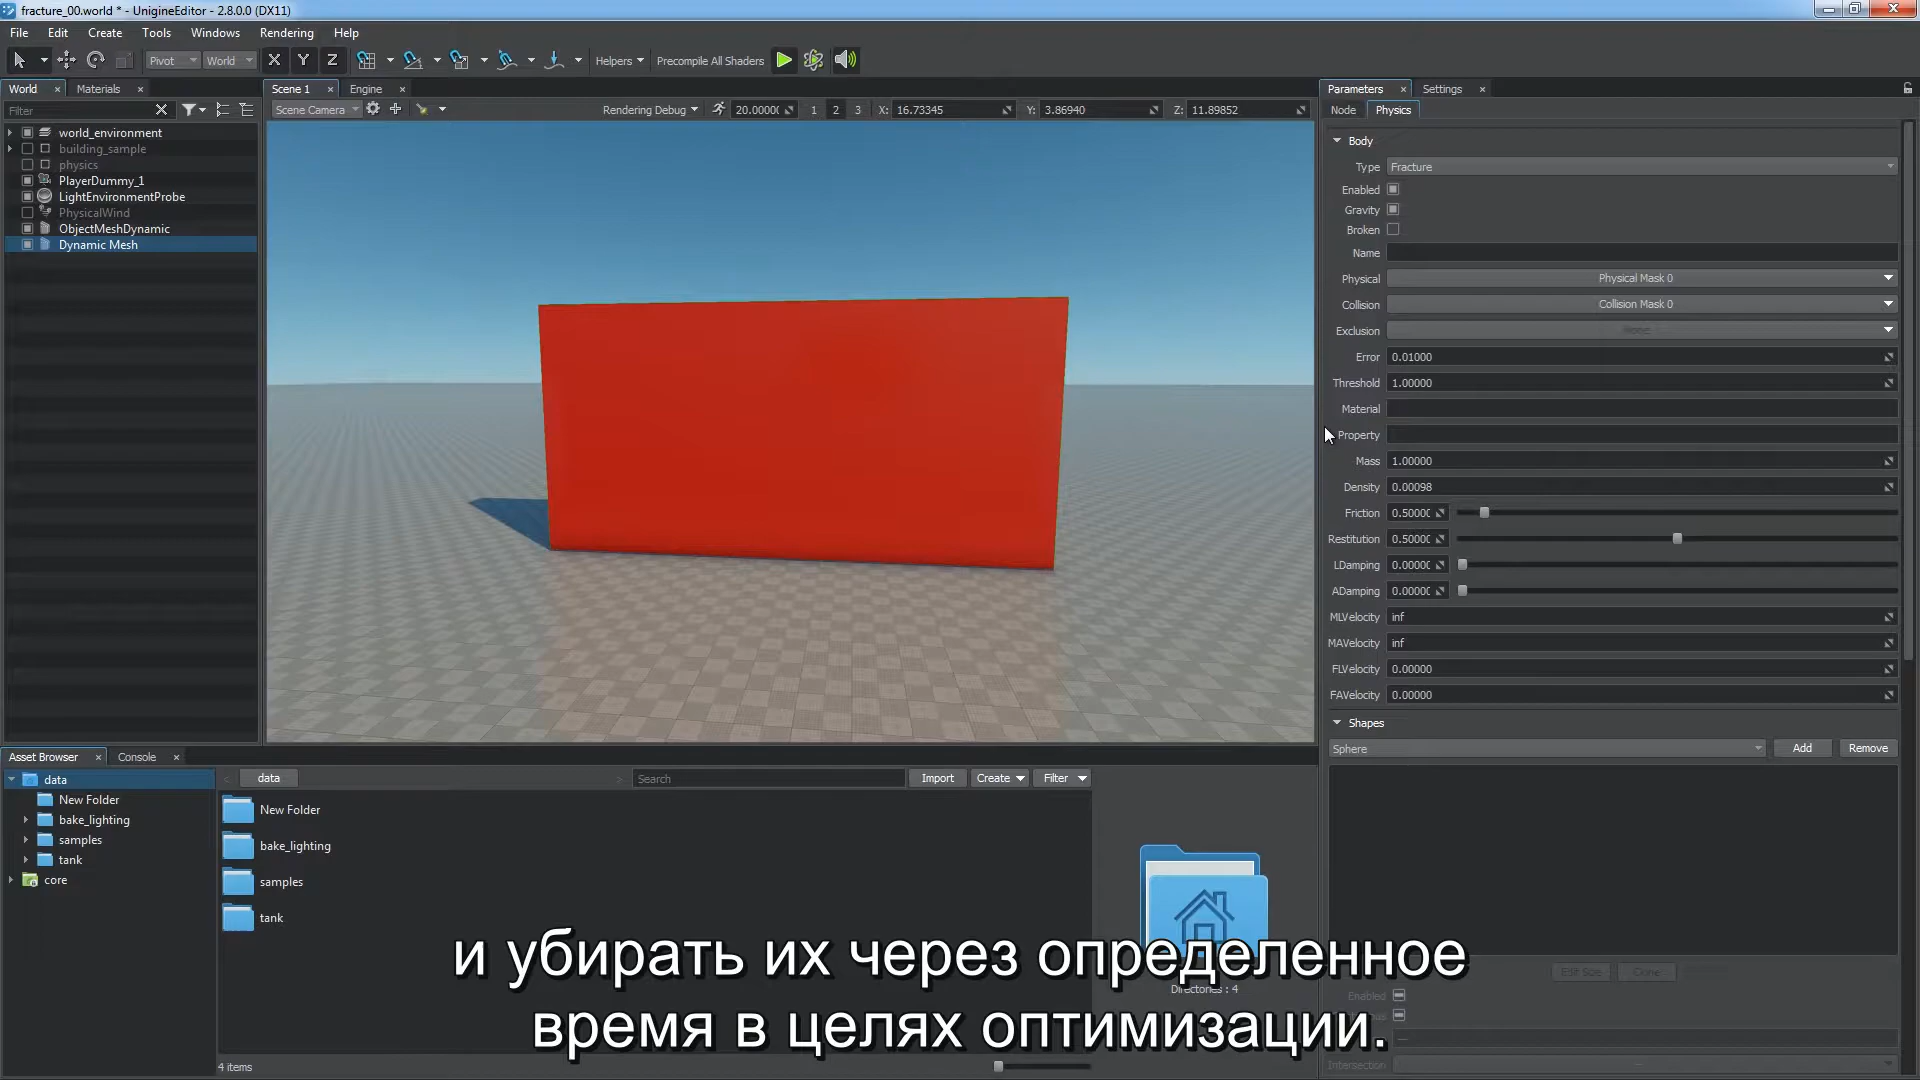 fracture_00.world * - UnigineEditor - 2.8.0.0 (DX11)
File Edit Create Tools Windows Rendering Help
Pivot World X Y Z Helpers Precompile All Shaders
World Materials
Filter
world_environment
building_sample
physics
PlayerDummy_1
LightEnvironmentProbe
PhysicalWind
ObjectMeshDynamic
Dynamic Mesh
Scene 1 Engine
Scene Camera Rendering Debug 20.0000( 1 2 3 X: 16.73345 Y: 3.86940 Z: 11.89852
Parameters Settings
Node Physics
Body
Type Fracture
Enabled
Gravity
Broken
Name
Physical Physical Mask 0
Collision Collision Mask 0
Exclusion None
Error 0.01000
Threshold 1.00000
Material
Property
Mass 1.00000
Density 0.00098
Friction 0.5000(
Restitution 0.5000(
LDamping 0.0000(
ADamping 0.0000(
MLVelocity inf
MAVelocity inf
FLVelocity 0.00000
FAVelocity 0.00000
Shapes
Sphere Add Remove
Edit Size Clone
Enabled
Intersection
Asset Browser Console
data
New Folder
bake_lighting
samples
tank
core
data Search Import Create Filter
New Folder
bake_lighting
samples
tank
Directories : 4
4 items
и убирать их через определенное
время в целях оптимизации.